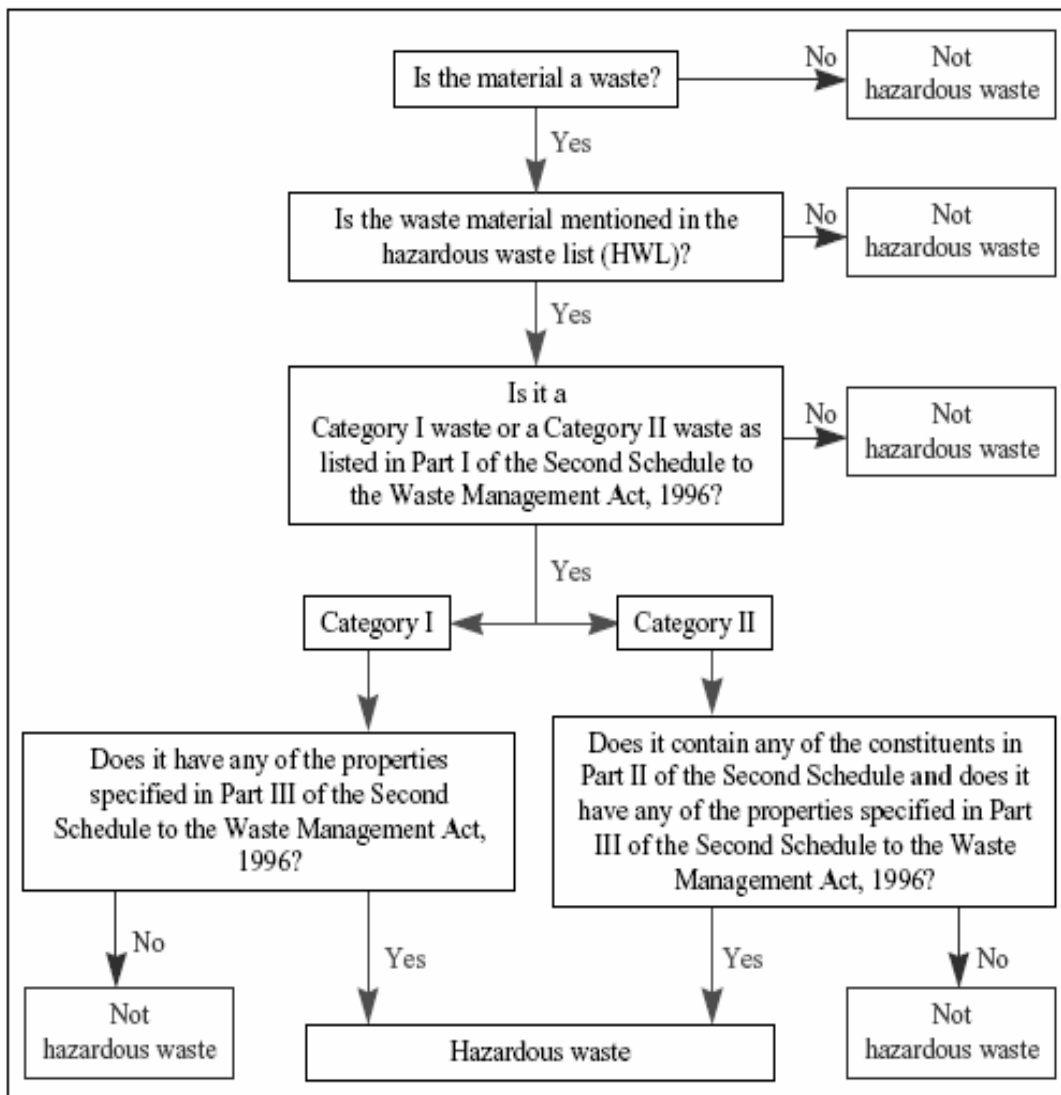 Is the material a waste?
No
Not
hazardous waste
Yes
Is the waste material mentioned in the
hazardous waste list (HWL)?
No
Not
hazardous waste
Yes
Is it a
Category I waste or a Category II waste as
listed in Part I of the Second Schedule to
the Waste Management Act, 1996?
No
Not
hazardous waste
Yes
Category I
Category II
Does it have any of the properties
specified in Part III of the Second
Schedule to the Waste Management Act,
1996?
Does it contain any of the constituents in
Part II of the Second Schedule and does it
have any of the properties specified in Part
III of the Second Schedule to the Waste
Management Act, 1996?
No
Yes
Yes
No
Not
hazardous waste
Hazardous waste
Not
hazardous waste